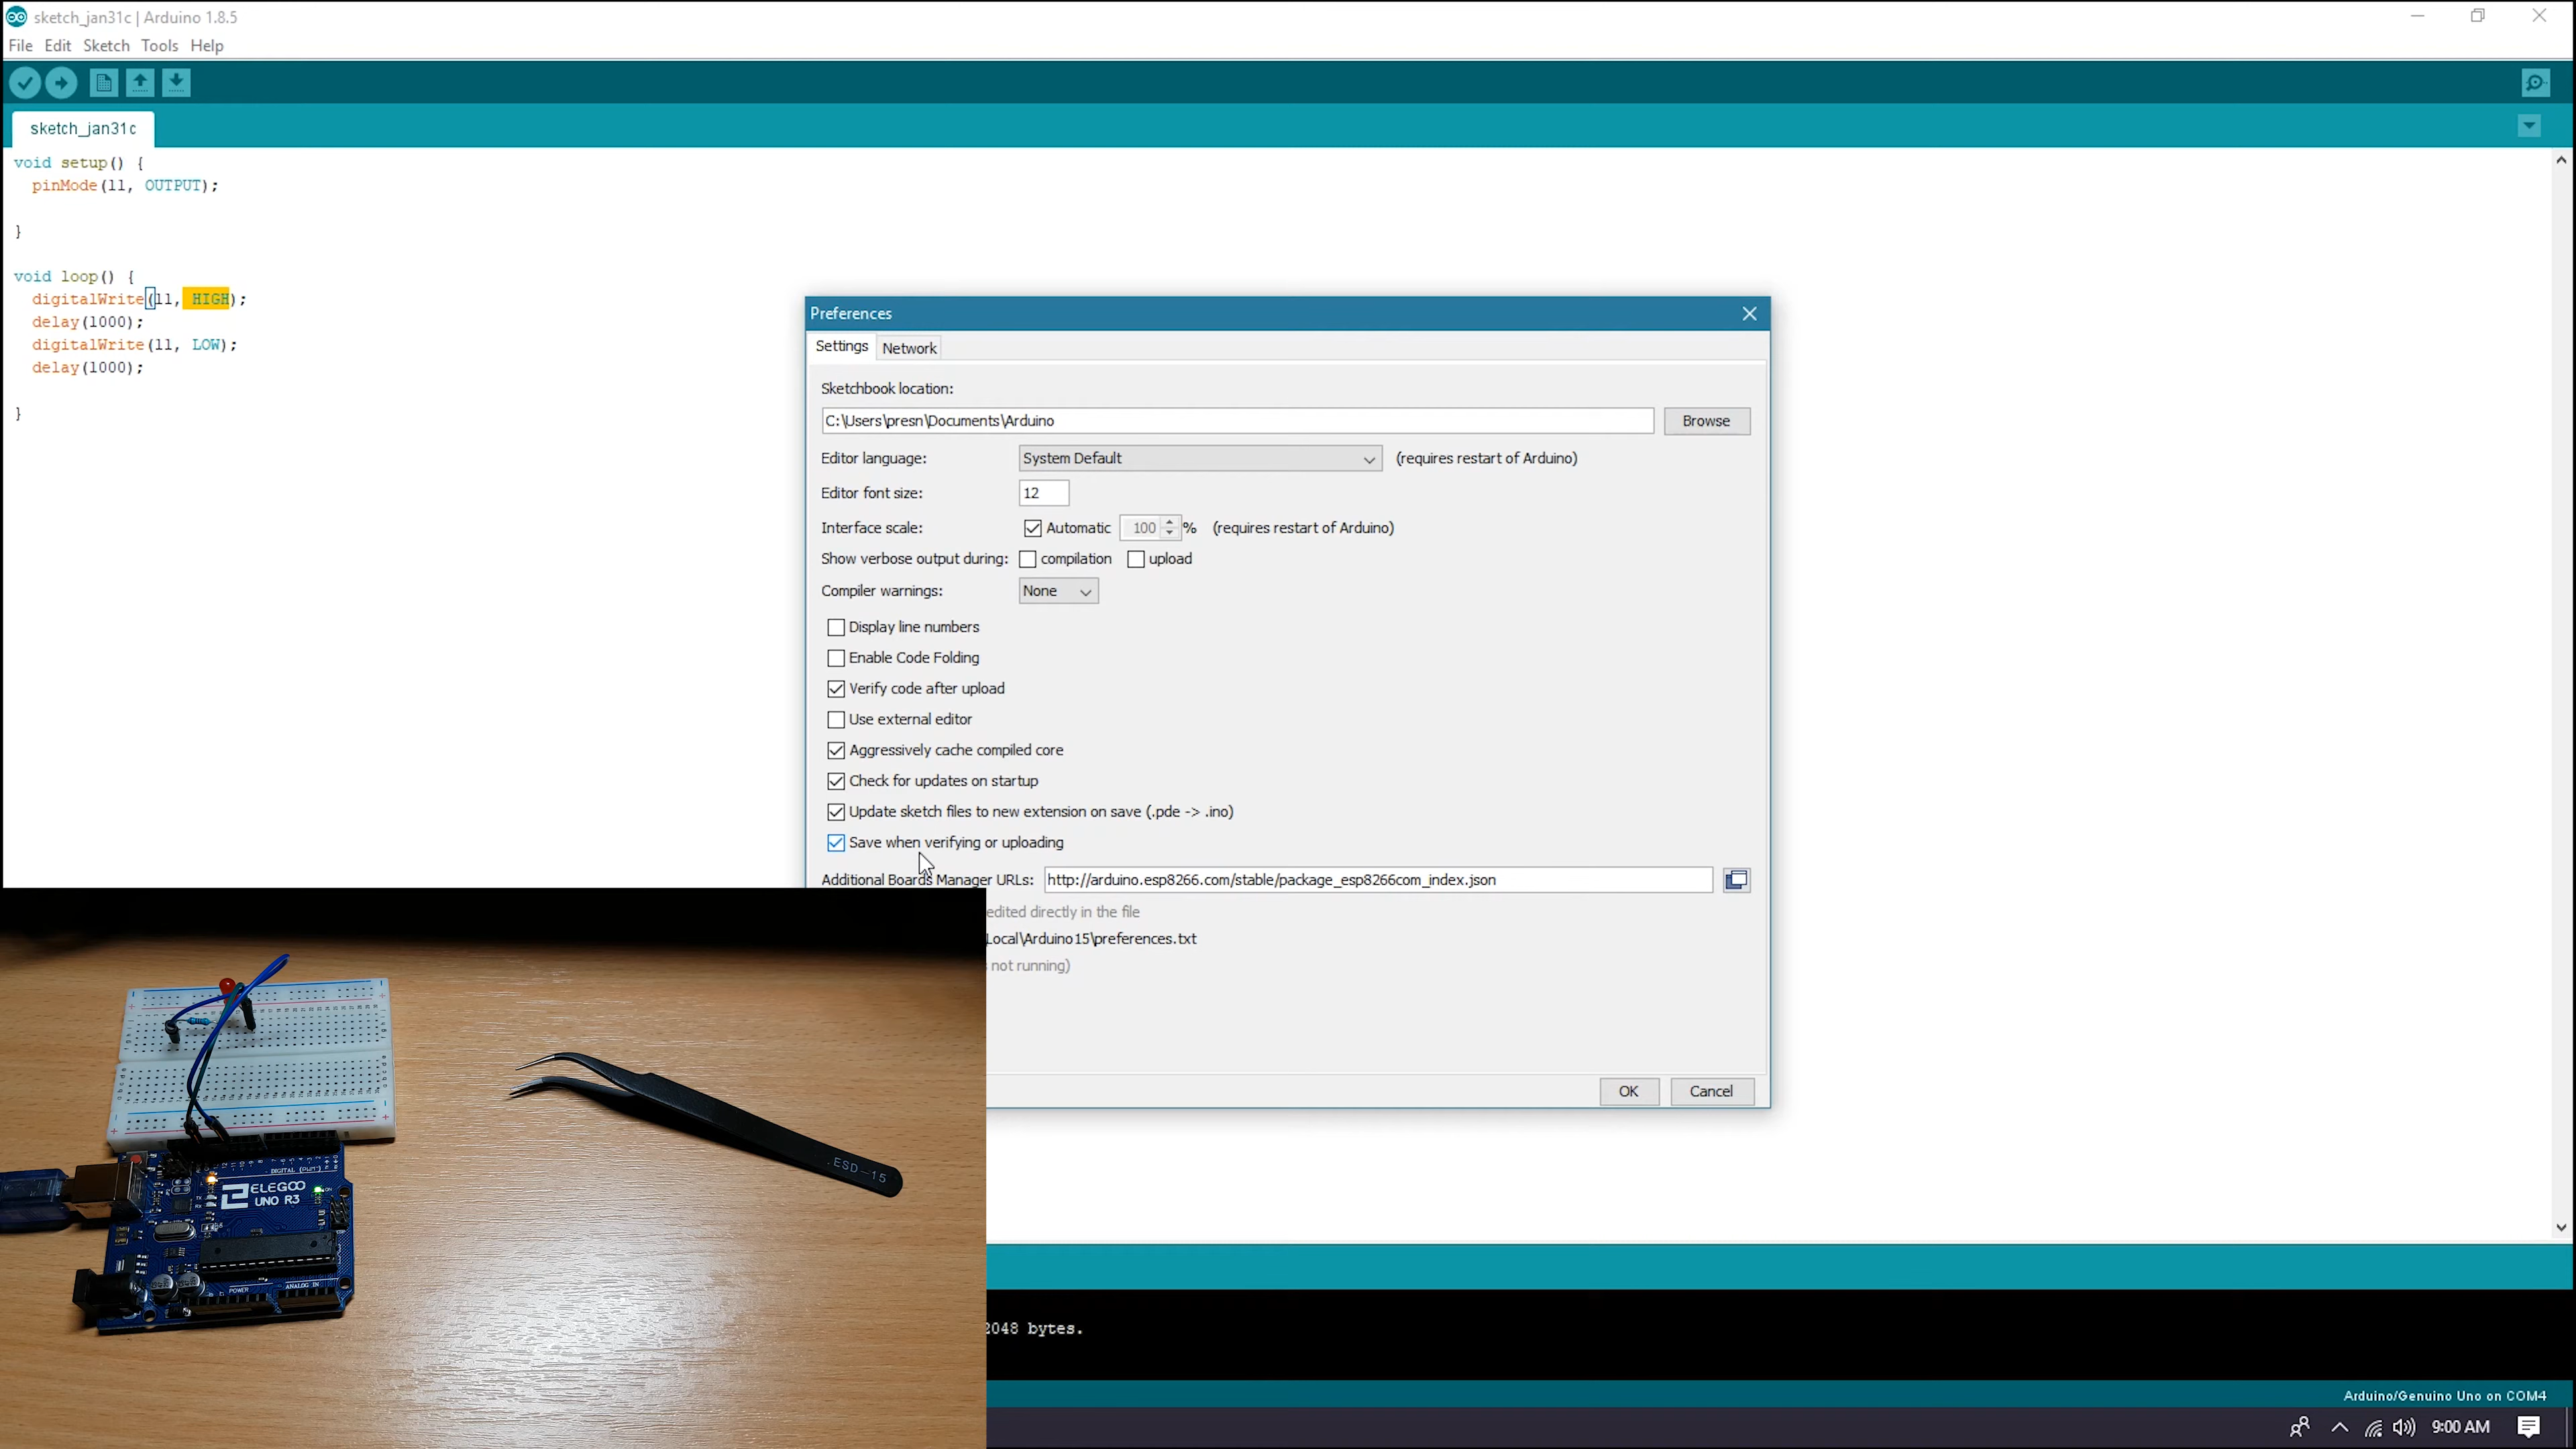 sketch_jan31c | Arduino 1.8.5
File Edit Sketch Tools Help
sketch_jan31c
void setup() {
pinMode(11, OUTPUT);
}
void loop() {
digitalWrite(11, HIGH);
delay(1000);
digitalWrite(11, LOW);
delay(1000);
}
Preferences
Settings Network
Sketchbook location:
C:\Users\presn\Documents\Arduino Browse
Editor language: System Default (requires restart of Arduino)
Editor font size: 12
Interface scale: Automatic 100 % (requires restart of Arduino)
Show verbose output during: compilation upload
Compiler warnings: None
Display line numbers
Enable Code Folding
Verify code after upload
Use external editor
Aggressively cache compiled core
Check for updates on startup
Update sketch files to new extension on save (.pde -> .ino)
Save when verifying or uploading
Additional Boards Manager URLs: http://arduino.esp8266.com/stable/package_esp8266com_index.json
edited directly in the file
Local\Arduino15\preferences.txt
s not running)
OK Cancel
ESD-15
DIGITAL (PWM~)
ELEGOO
UNO R3
ANALOG IN
POWER
2048 bytes.
Arduino/Genuino Uno on COM4
9:00 AM